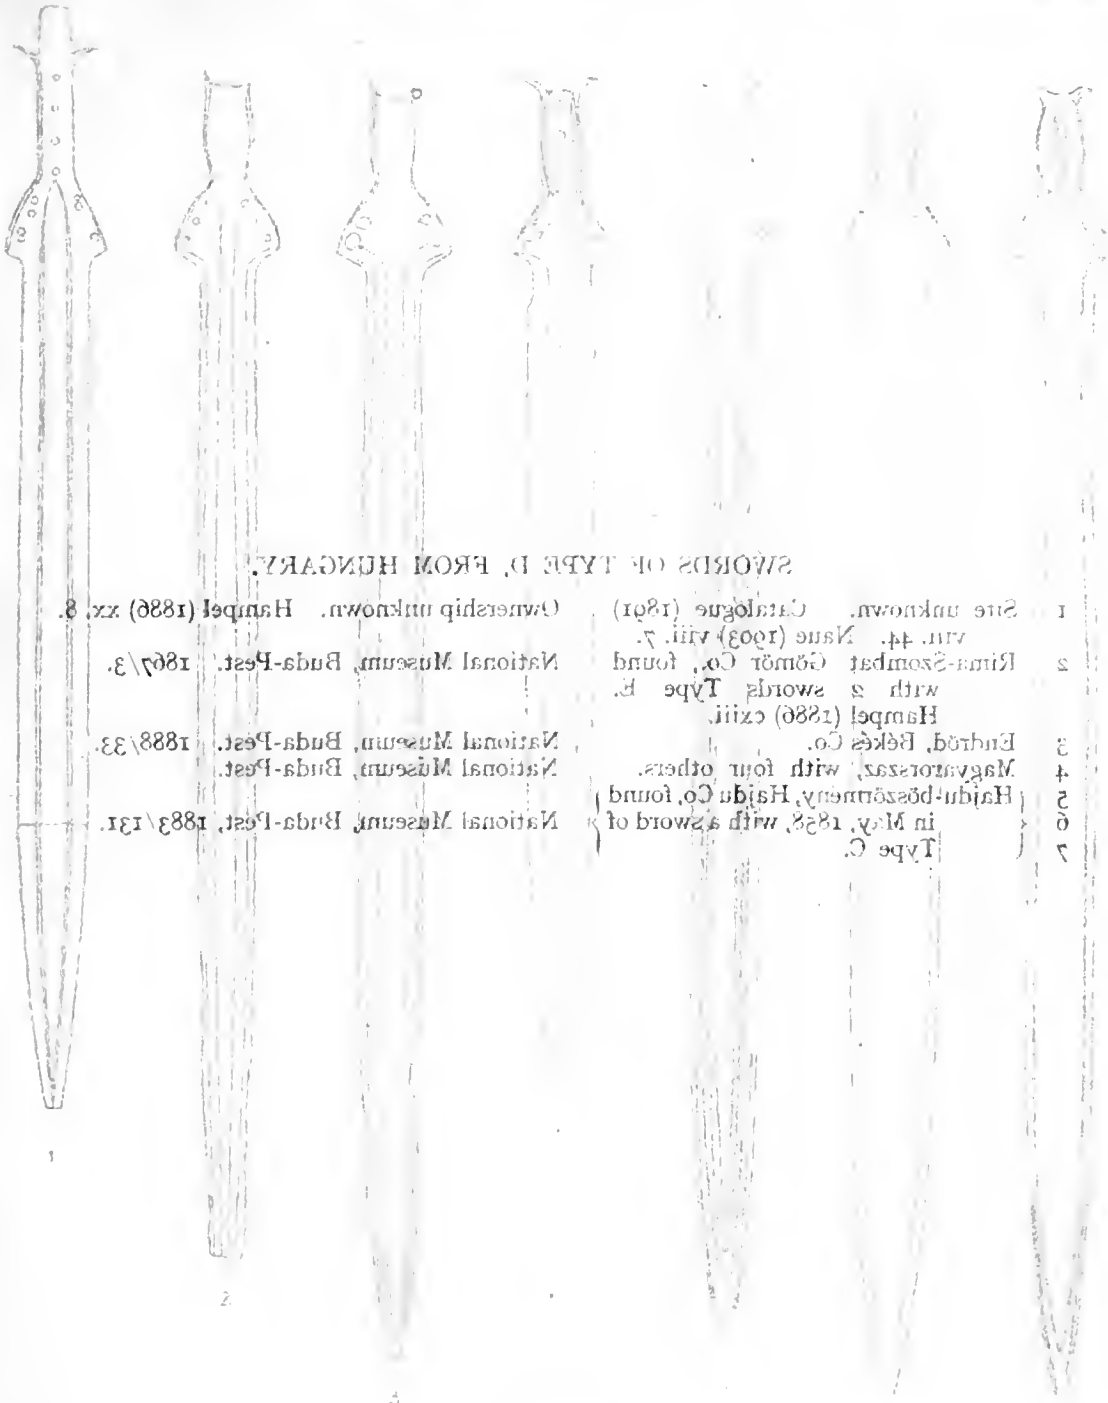 SWORDS OF TYPE D, FROM HUNGARY.
1 Site unknown. Catalogue (1891) Ownership unknown. Hampel (1886) xx. 8.
viii. 44. Naue (1903) viii. 7.
2 Rima-Szombat Gömör Co., found National Museum, Buda-Pest. 1867/3.
with 2 swords Type E.
Hampel (1886) cxiii.
3 Endröd, Békés Co. National Museum, Buda-Pest. 1888/33.
4 Magyarorszaz, with four others. National Museum, Buda-Pest.
5 Hajdu-böszörmeny, Hajdu Co, found
6 in May, 1858, with a sword of National Museum, Buda-Pest, 1883/131.
7 Type C.
1
2